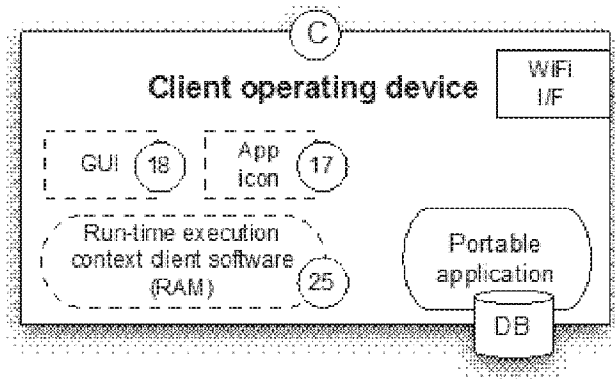 C
Client operating device
WiFi
I/F
GUI
18
App
icon
17
Run-time execution
context client software
(RAM)
25
Portable
application
DB